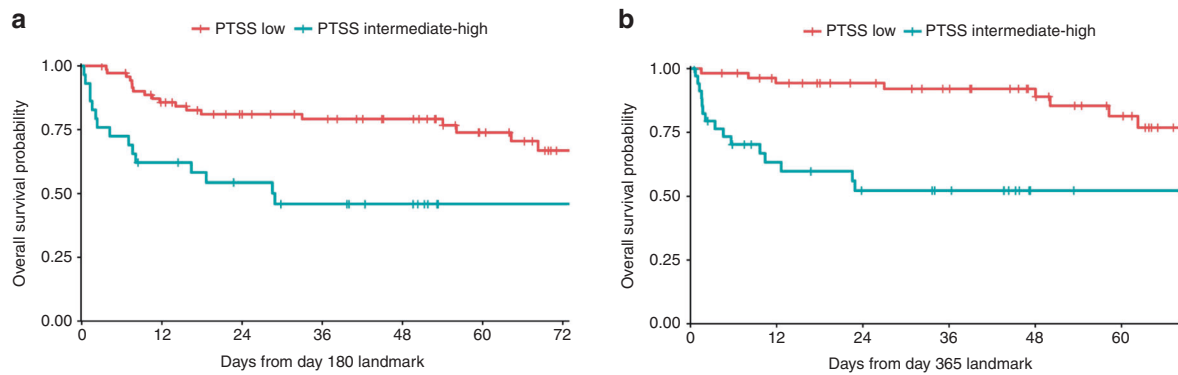 a
PTSS low PTSS intermediate-high
Overall survival probability
1.00
0.75
0.50
0.25
0.00
0 12 24 36 48 60 72
Days from day 180 landmark
b
PTSS low PTSS intermediate-high
Overall survival probability
1.00
0.75
0.50
0.25
0.00
0 12 24 36 48 60
Days from day 365 landmark